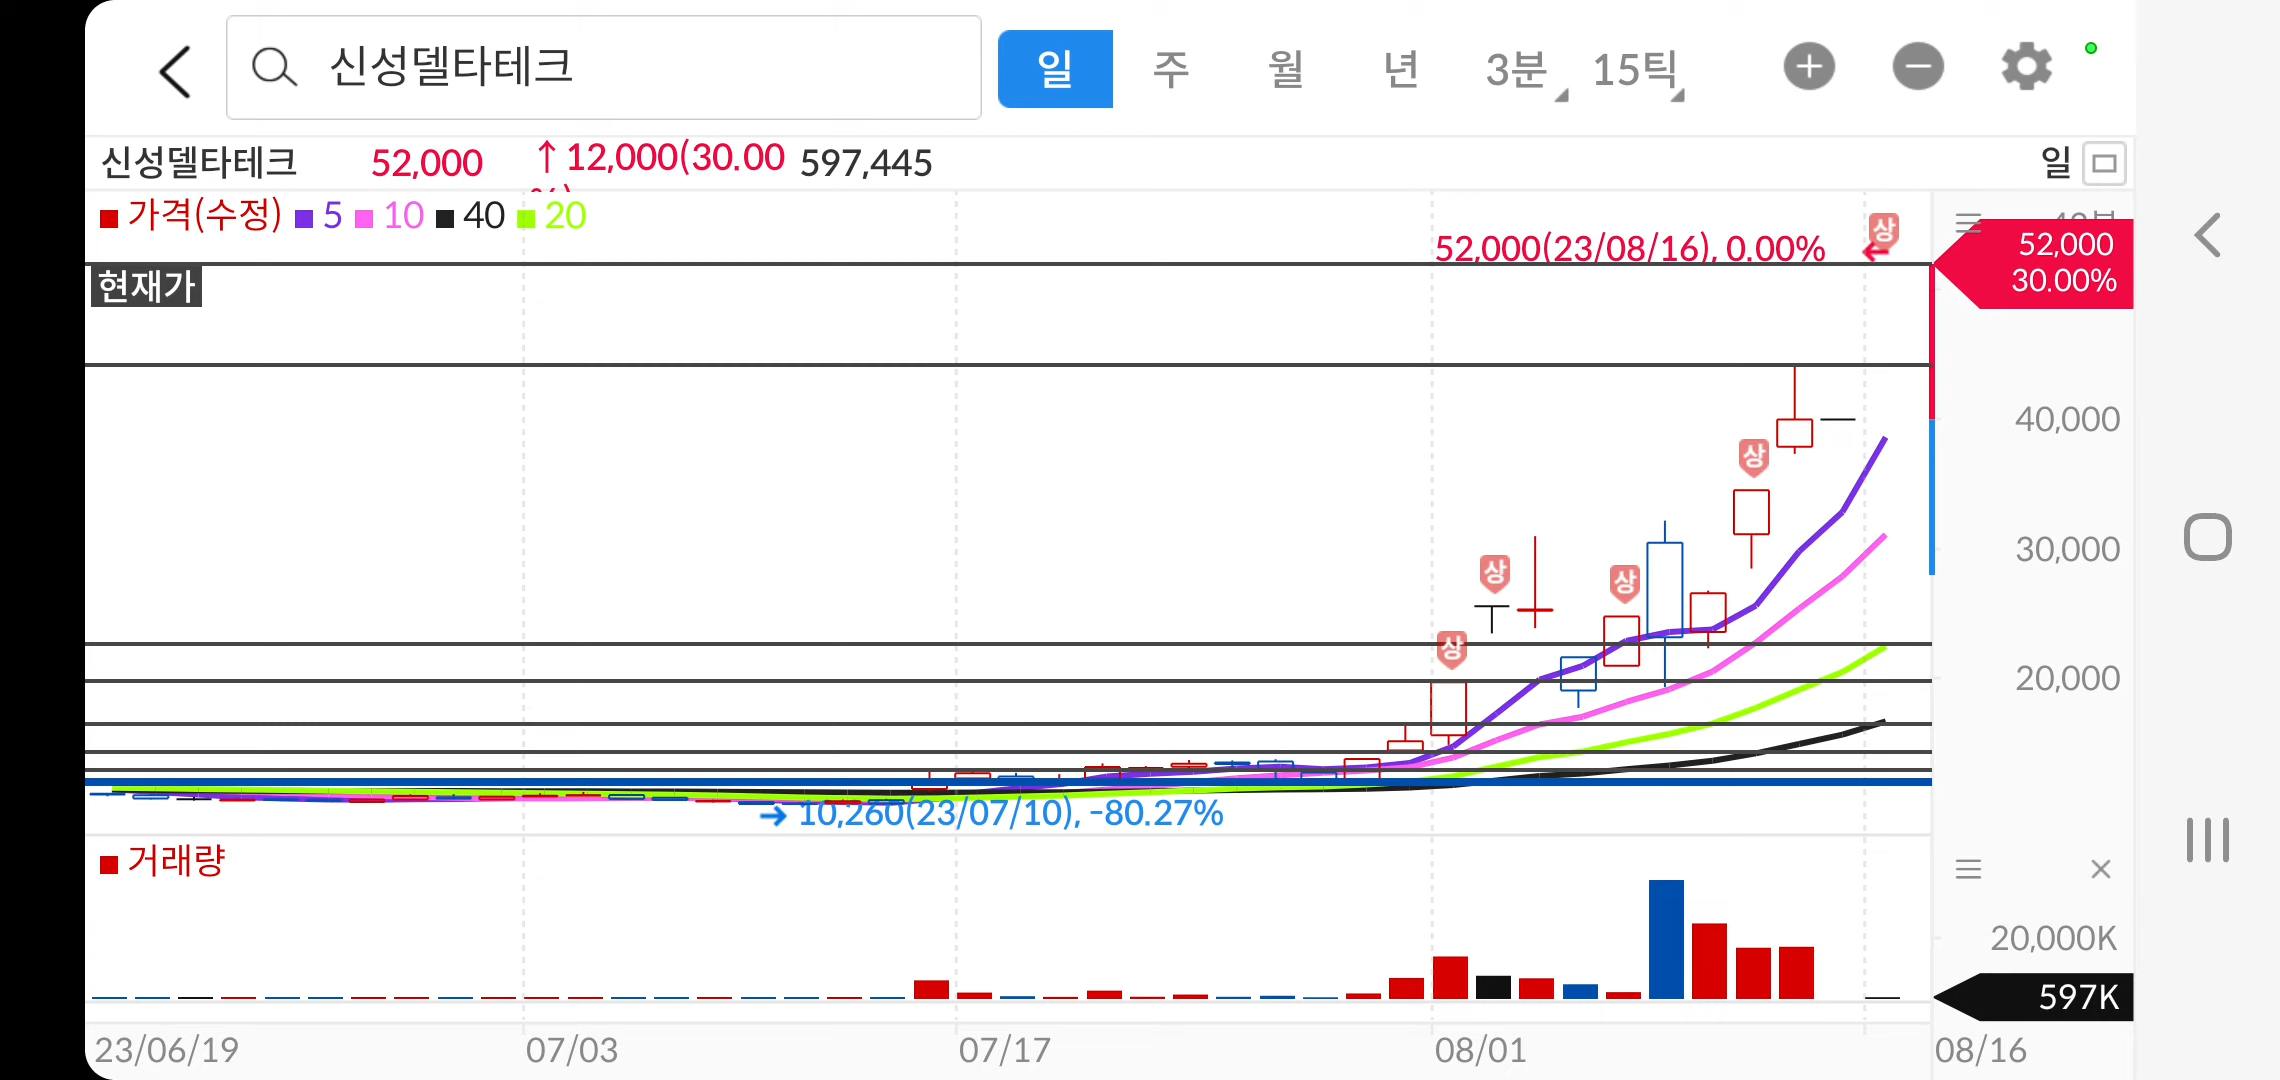 신성델타테크
일 주 월 년 3분 15틱
신성델타테크 52,000 ↑12,000(30.00%) 597,445 일
가격(수정) 5 10 40 20
상
52,000(23/08/16), 0.00%
52,000
30.00%
현재가
40,000
상
30,000
상
상
상
20,000
10,260(23/07/10), -80.27%
거래량
20,000K
597K
23/06/19 07/03 07/17 08/01 08/16